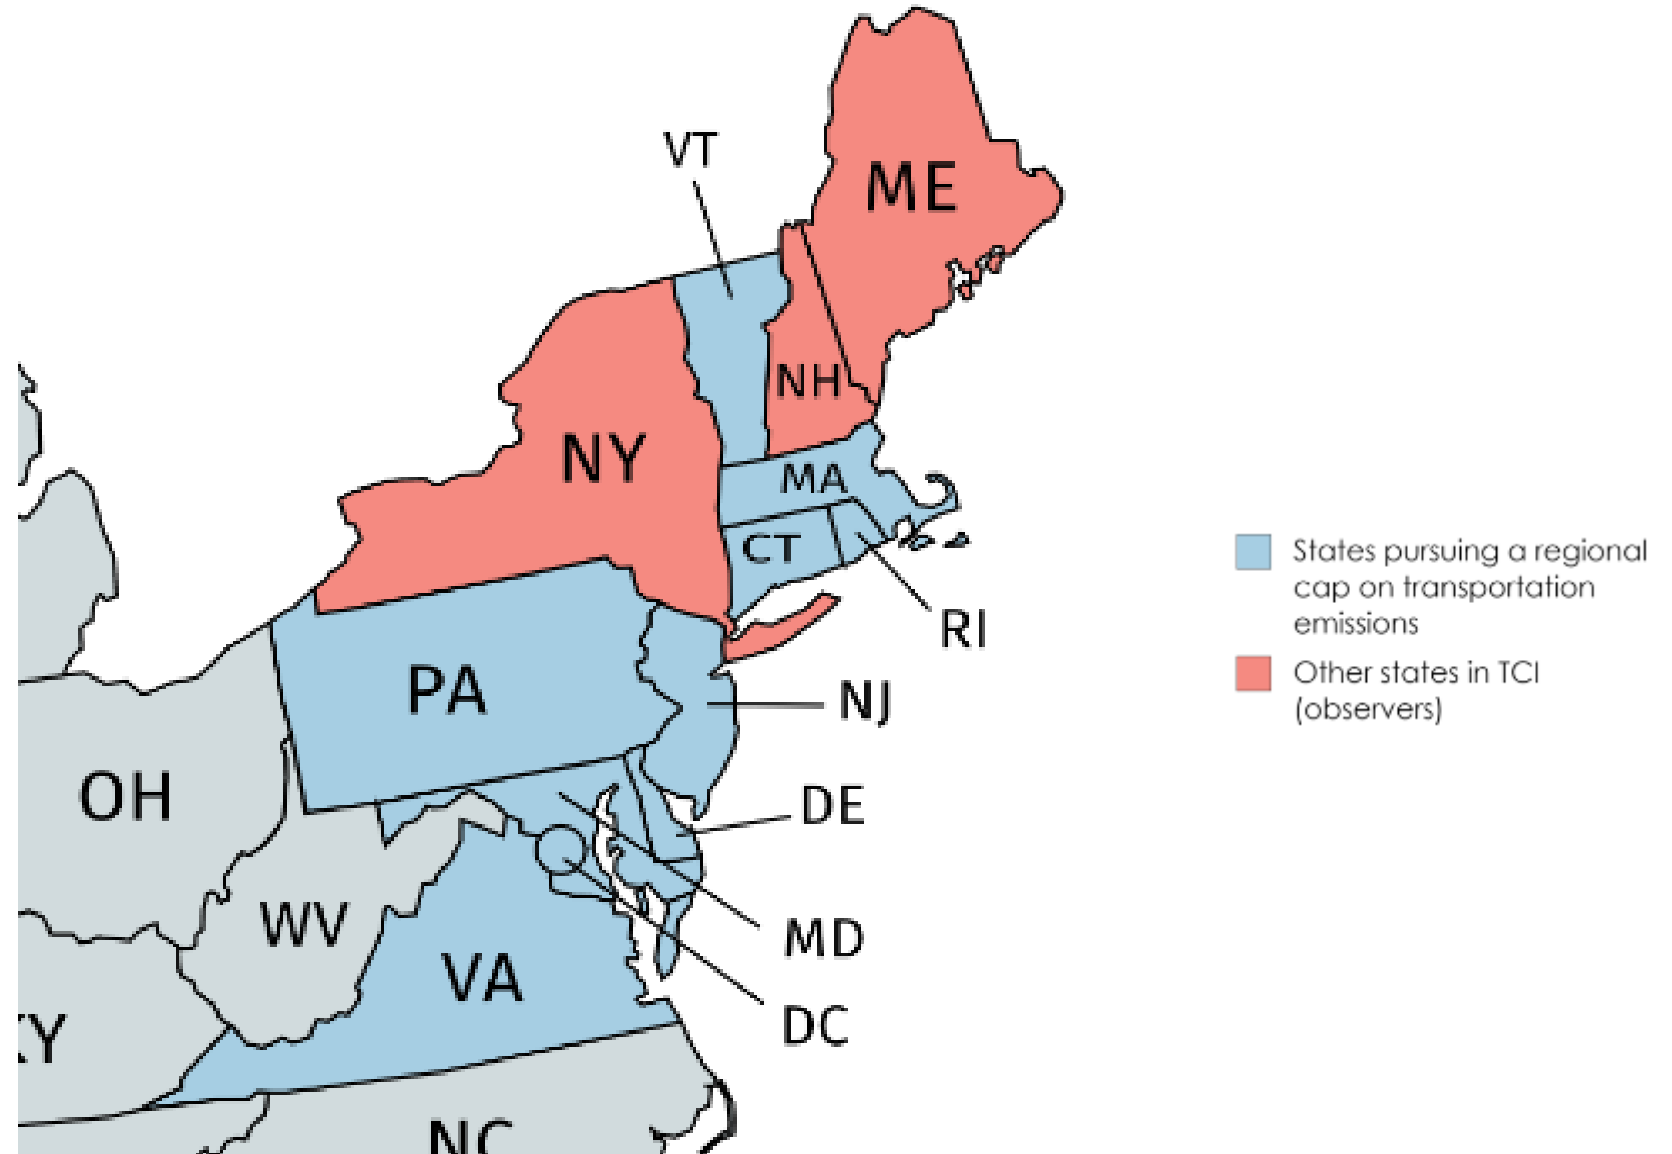 ME
VT
NH
NY
MA
CT
RI
PA
NJ
OH
DE
WV
MD
VA
DC
NC
States pursuing a regional
cap on transportation
emissions
Other states in TCI
(observers)